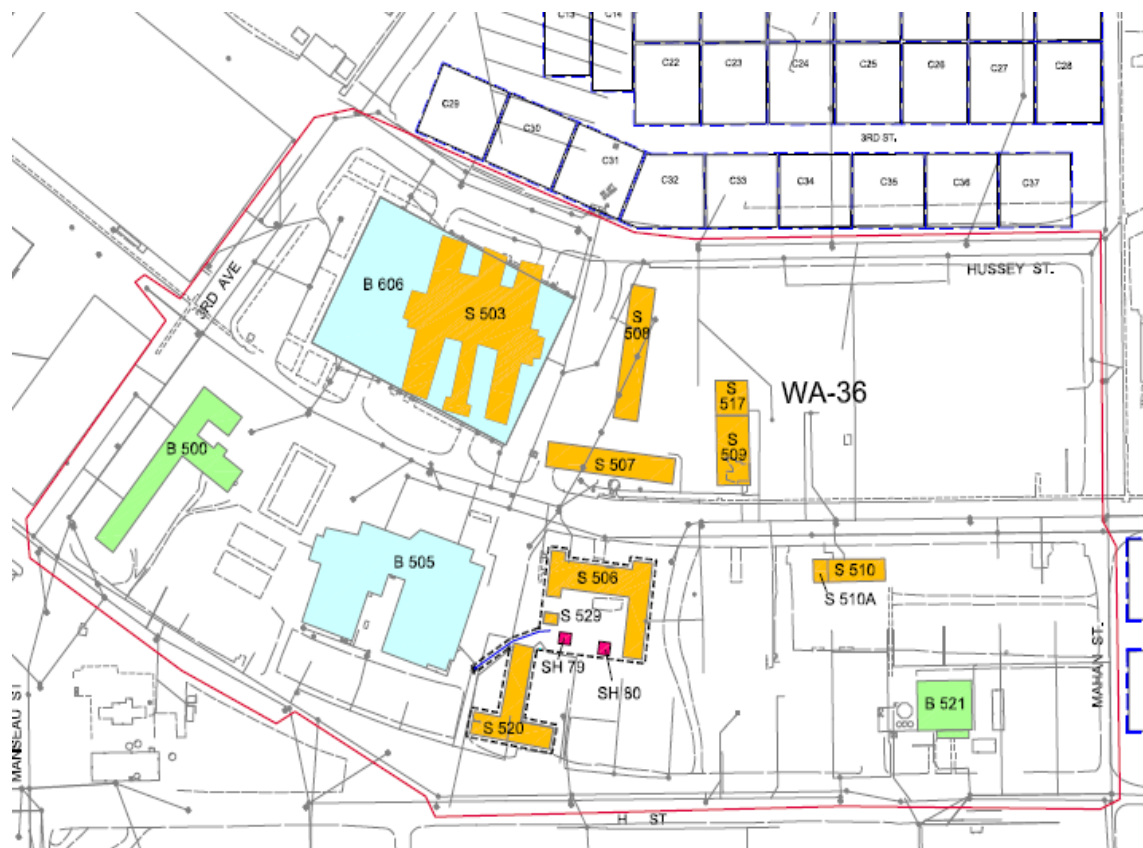 C13
C14
C22
C23
C24
C25
C26
C27
C28
C29
C30
C31
3RD ST.
C32
C33
C34
C35
C36
C37
HUSSEY ST.
3RD AVE
B 606
S 503
S
508
S
517
WA-36
S
509
B 500
S 507
B 505
S 506
S 510
S 510A
S 529
SH 79
SH 80
S 520
B 521
MAHAN ST.
MANSEAU ST
H ST